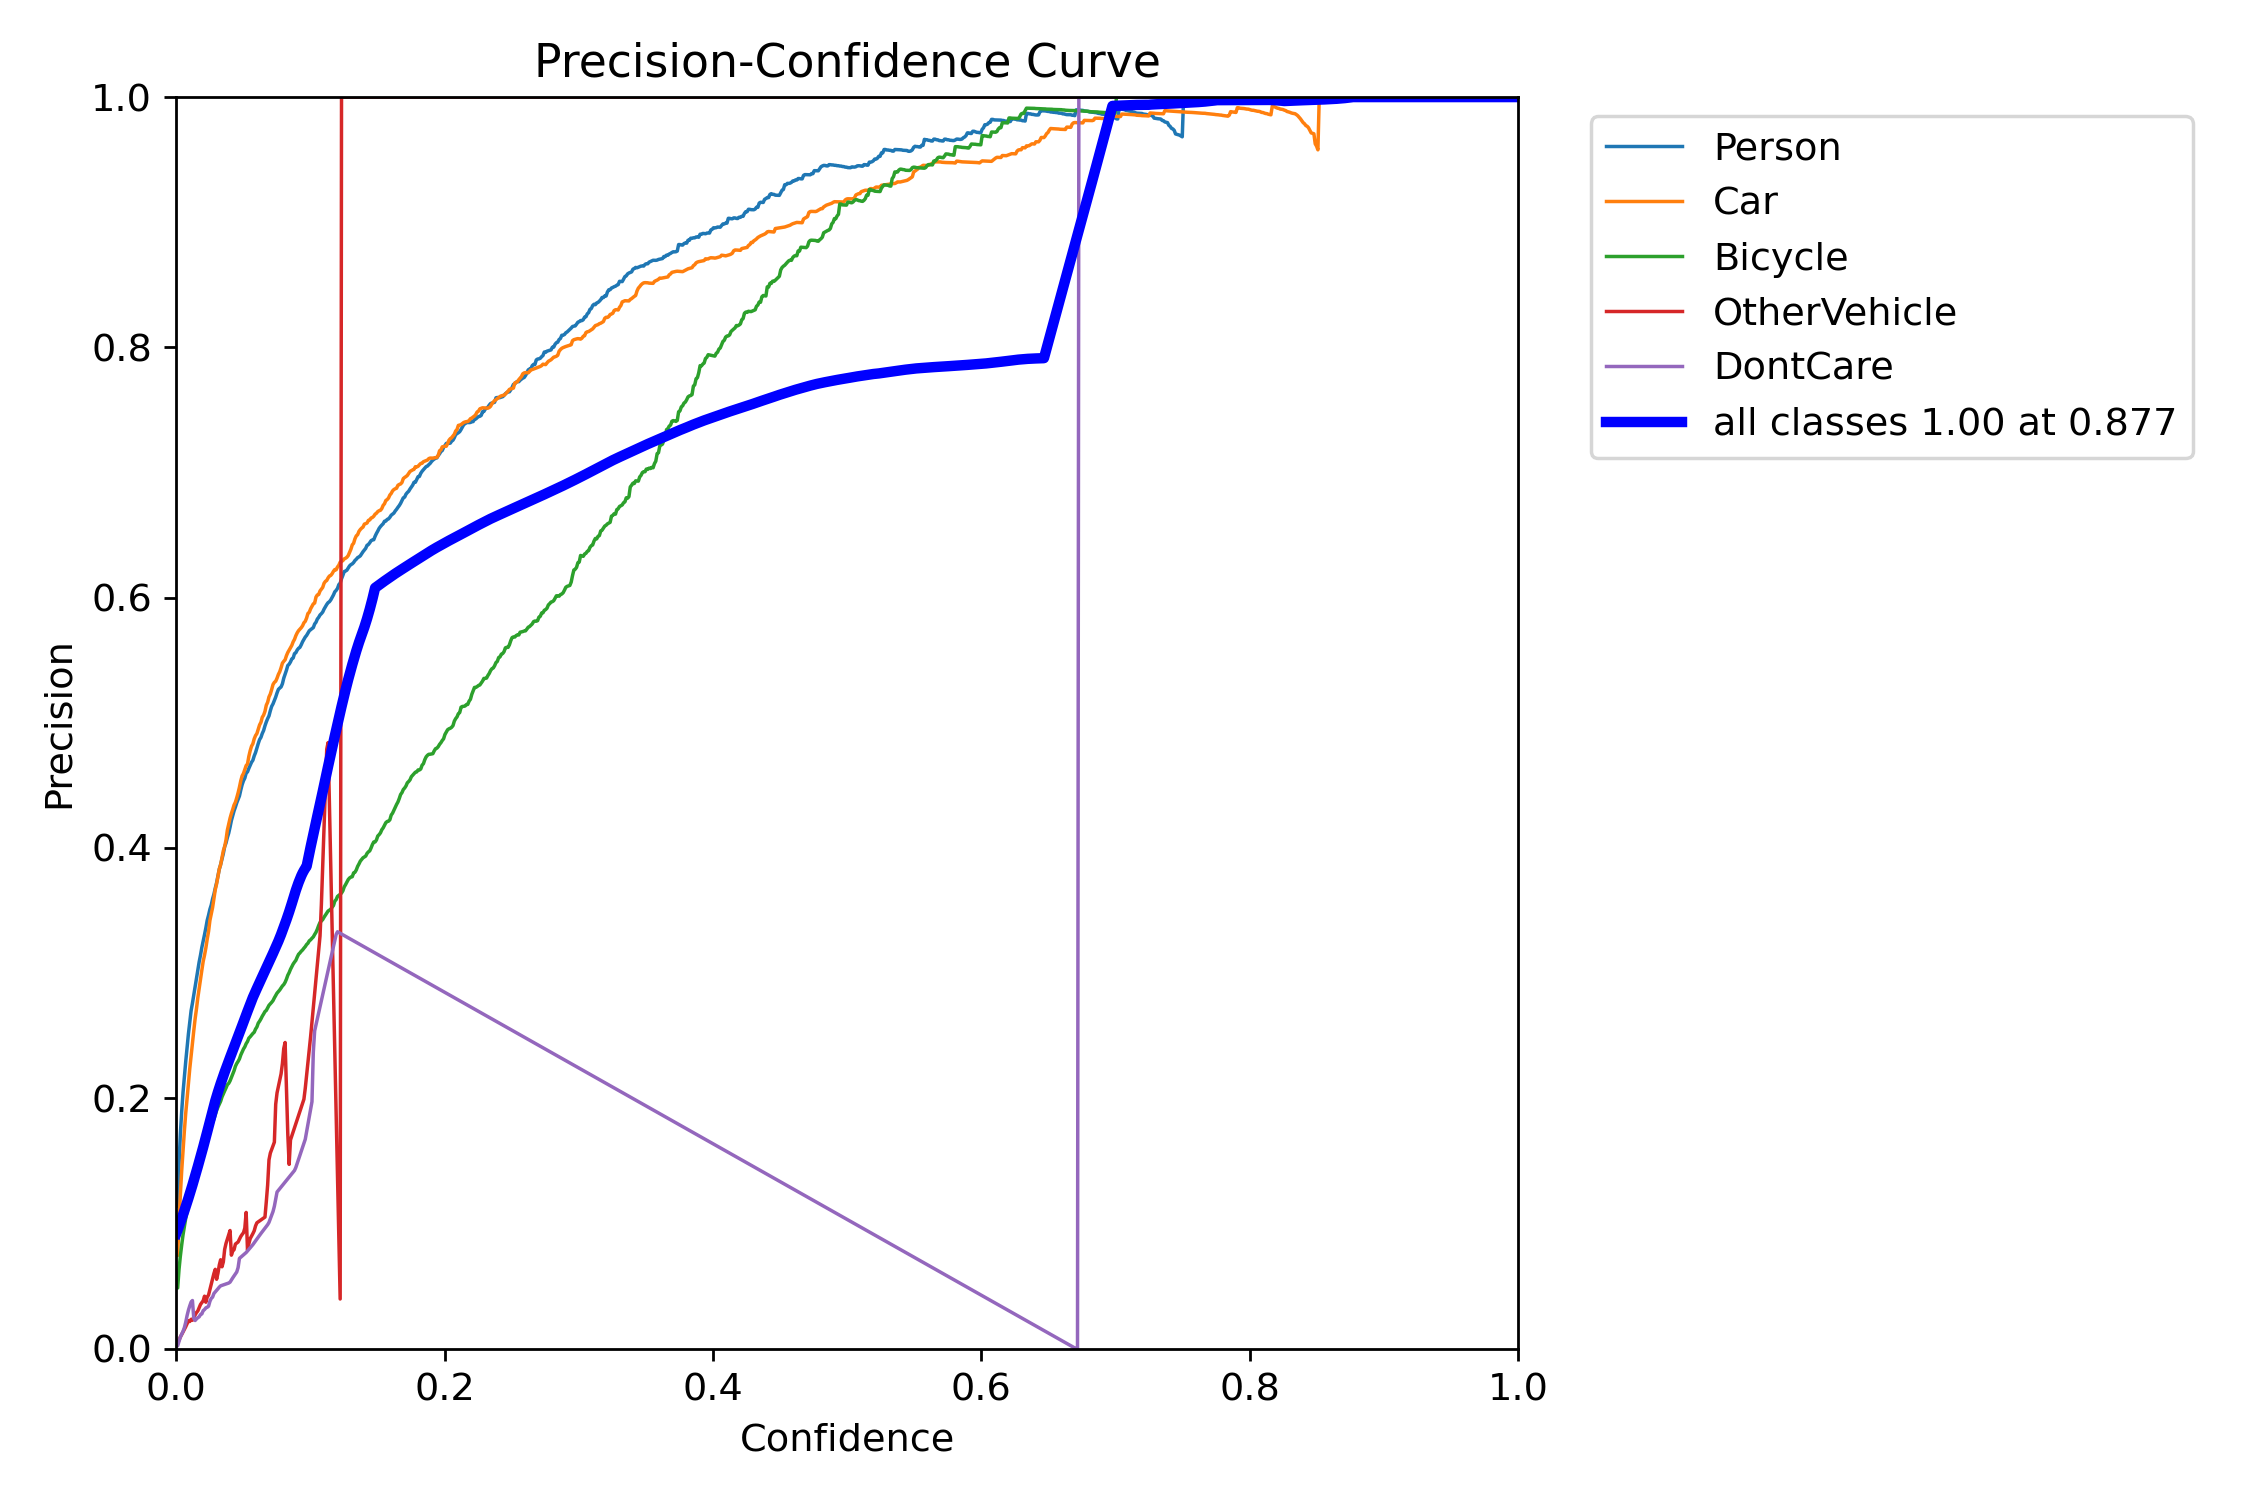 Precision-Confidence Curve
1.0
0.8
0.6
0.4
0.2
0.0
Precision
0.0 0.2 0.4 0.6 0.8 1.0
Confidence
Person
Car
Bicycle
OtherVehicle
DontCare
all classes 1.00 at 0.877